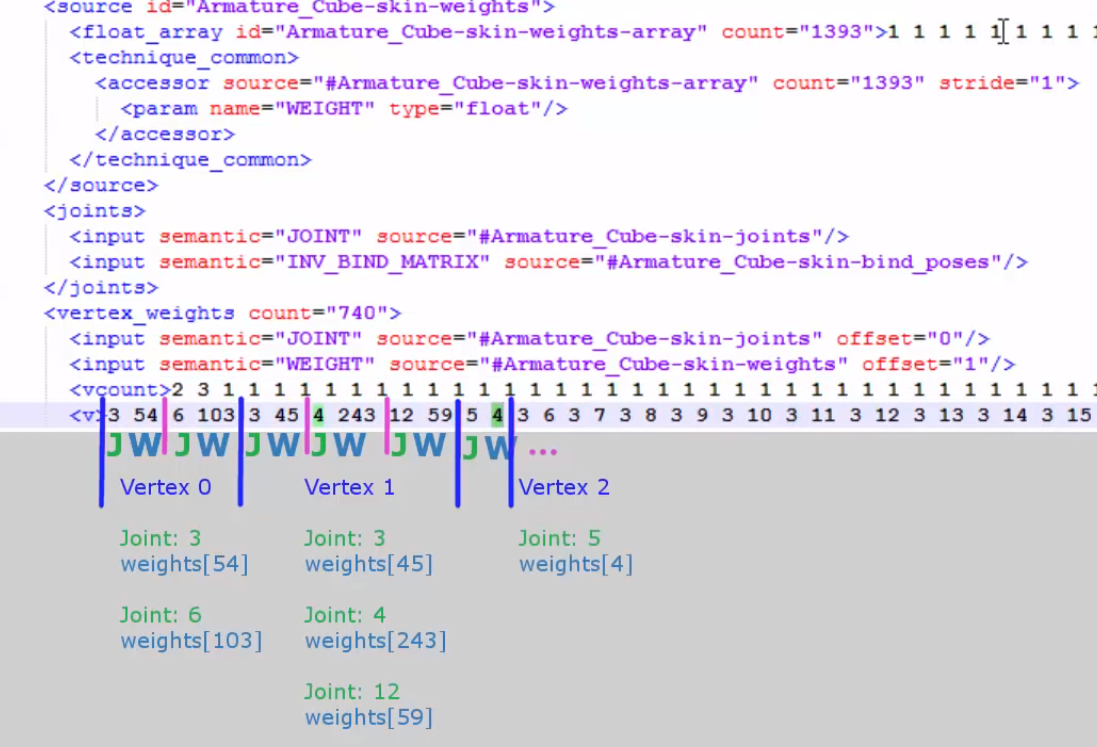 <source id="Armature_Cube-skin-weights">
<float_array id="Armature_Cube-skin-weights-array" count="1393">1 1 1 1 1 1 1 1 1
<technique_common>
<accessor source="#Armature_Cube-skin-weights-array" count="1393" stride="1">
<param name="WEIGHT" type="float"/>
</accessor>
</technique_common>
</source>
<joints>
<input semantic="JOINT" source="#Armature_Cube-skin-joints"/>
<input semantic="INV_BIND_MATRIX" source="#Armature_Cube-skin-bind_poses"/>
</joints>
<vertex_weights count="740">
<input semantic="JOINT" source="#Armature_Cube-skin-joints" offset="0"/>
<input semantic="WEIGHT" source="#Armature_Cube-skin-weights" offset="1"/>
<vcount>2 3 1 1 1 1 1 1 1 1 1 1 1 1 1 1 1 1 1 1 1 1 1 1 1 1 1 1 1 1 1 1 1 1 1 1 1
<v>3 54 6 103 3 45 4 243 12 59 5 4 3 6 3 7 3 8 3 9 3 10 3 11 3 12 3 13 3 14 3 15
J W J W J W J W J W J W ...
Vertex 0 Vertex 1 Vertex 2
Joint: 3 Joint: 3 Joint: 5
weights[54] weights[45] weights[4]
Joint: 6 Joint: 4
weights[103] weights[243]
Joint: 12
weights[59]